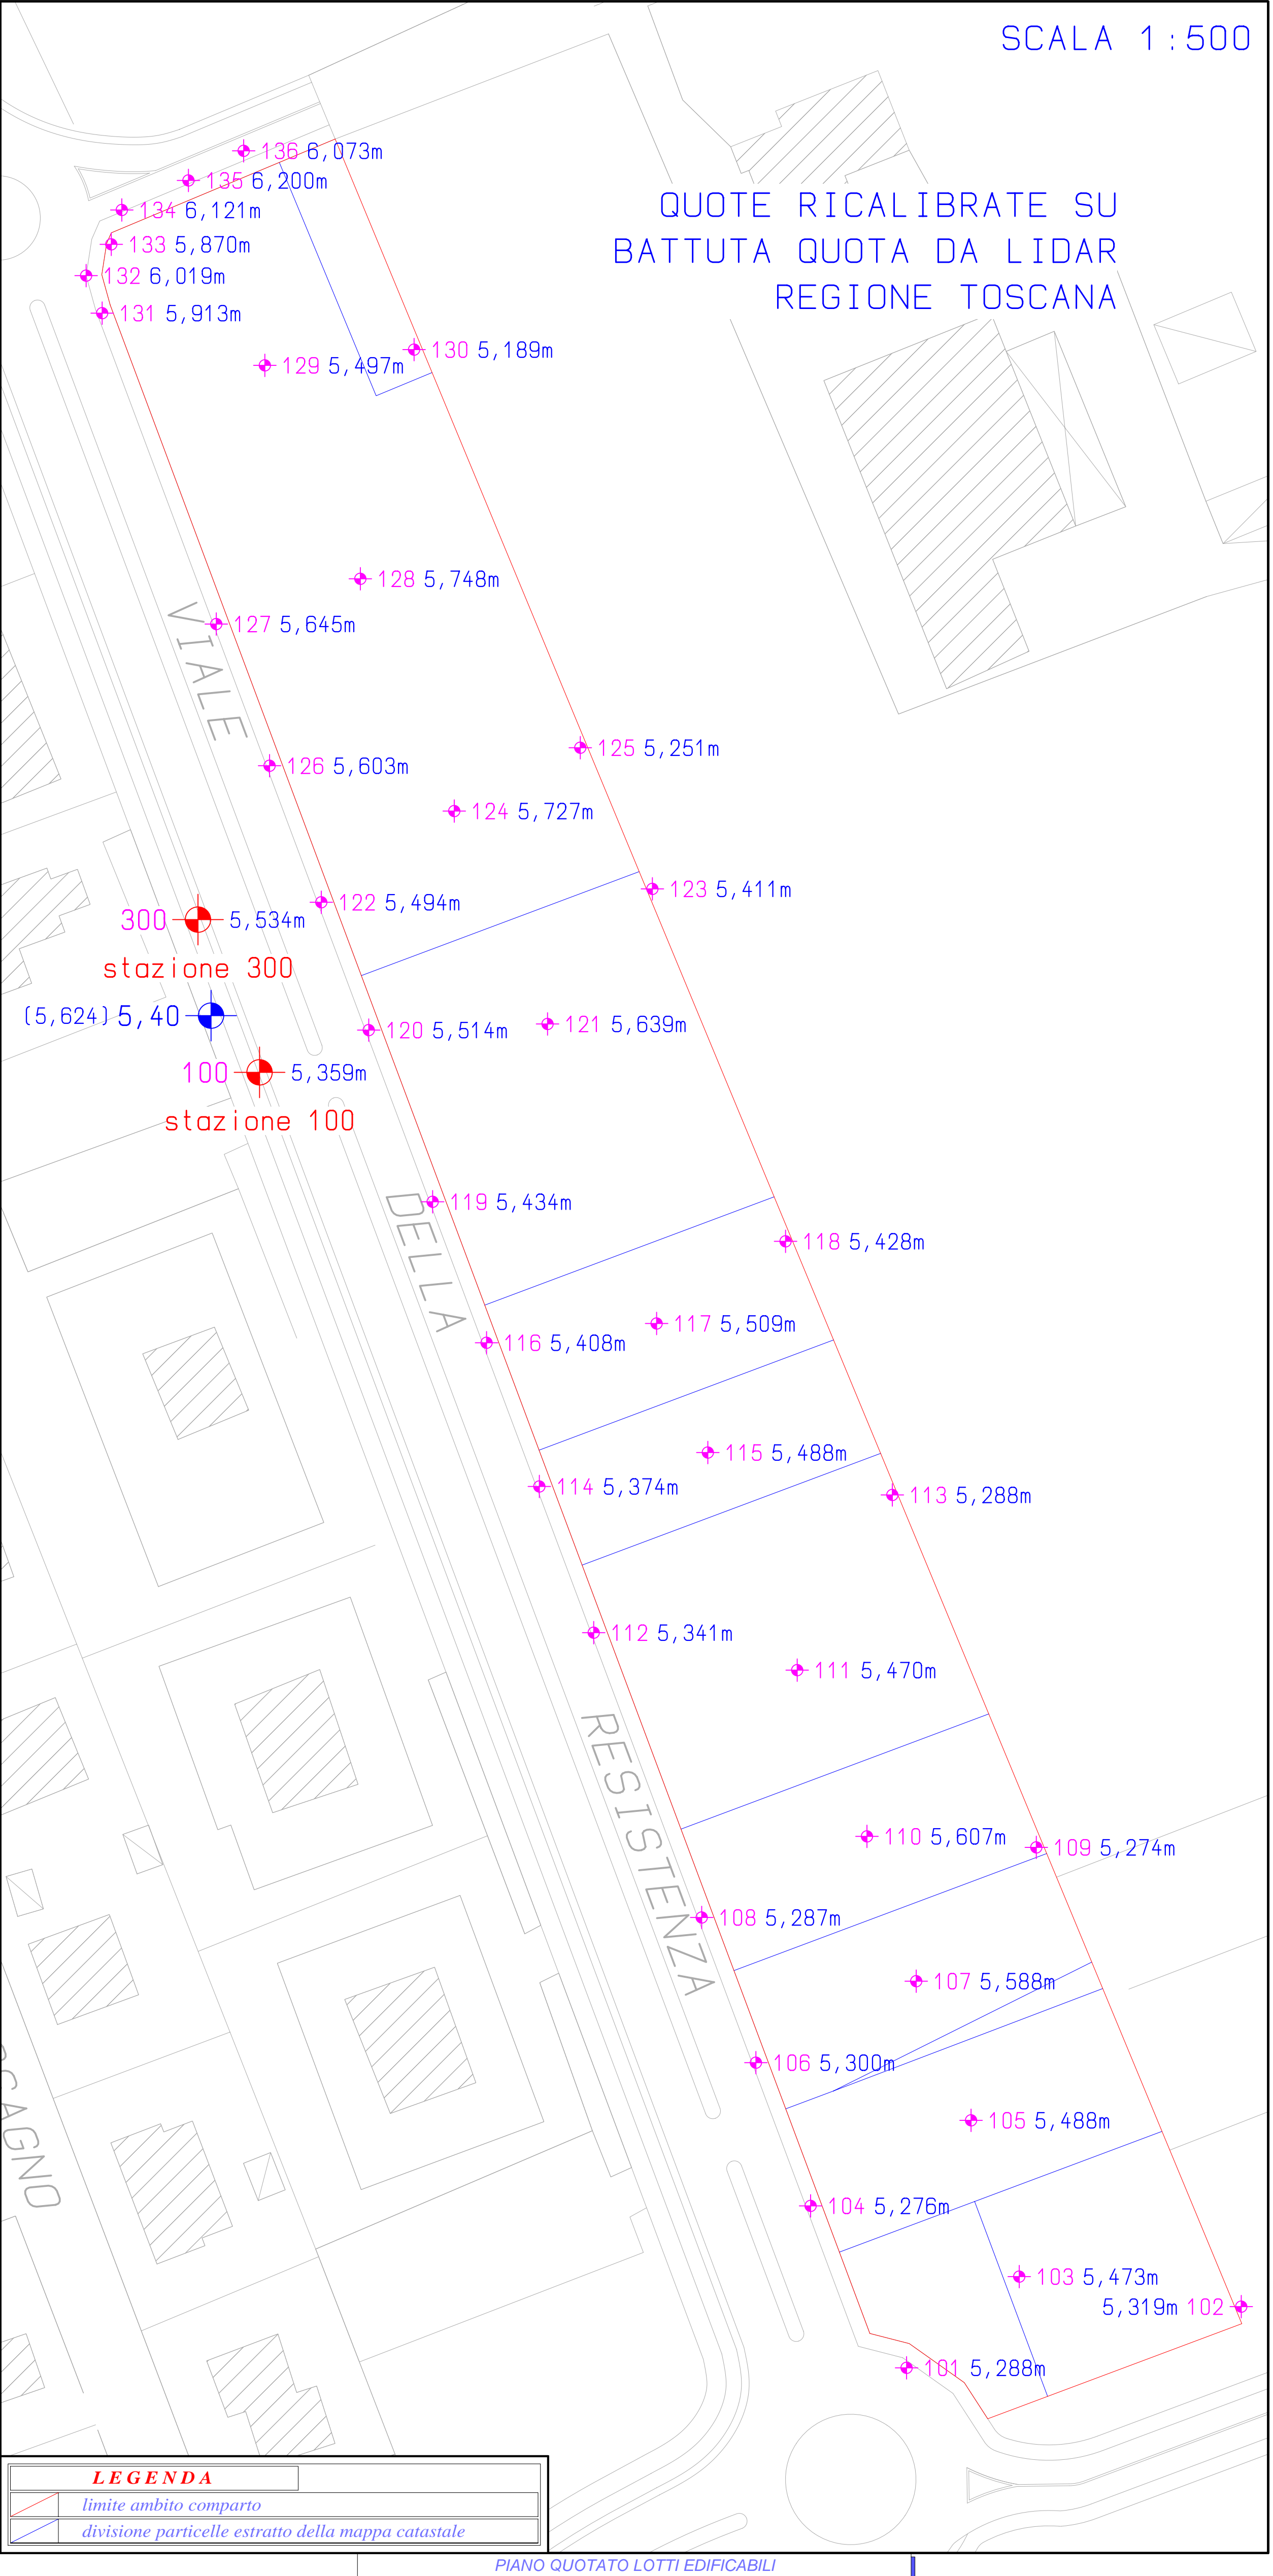 SCALA 1:500
136 6,073m
135 6,200m
QUOTE RICALIBRATE SU
134 6,121m
133 5,870m
BATTUTA QUOTA DA LIDAR
132 6,019m
REGIONE TOSCANA
131 5,913m
130 5,189m
129 5,497m
128 5,748m
127 5,645m
VIALE
125 5,251m
126 5,603m
124 5,727m
123 5,411m
122 5,494m
300 5,534m
stazione 300
(5,624) 5,40
121 5,639m
120 5,514m
100 5,359m
stazione 100
119 5,434m
DELLA
118 5,428m
117 5,509m
116 5,408m
115 5,488m
114 5,374m
113 5,288m
112 5,341m
111 5,470m
RESISTENZA
110 5,607m
109 5,274m
108 5,287m
107 5,588m
106 5,300m
105 5,488m
AGNO
104 5,276m
103 5,473m
5,319m 102
101 5,288m
LEGENDA
limite ambito comparto
divisione particelle estratto della mappa catastale
PIANO QUOTATO LOTTI EDIFICABILI